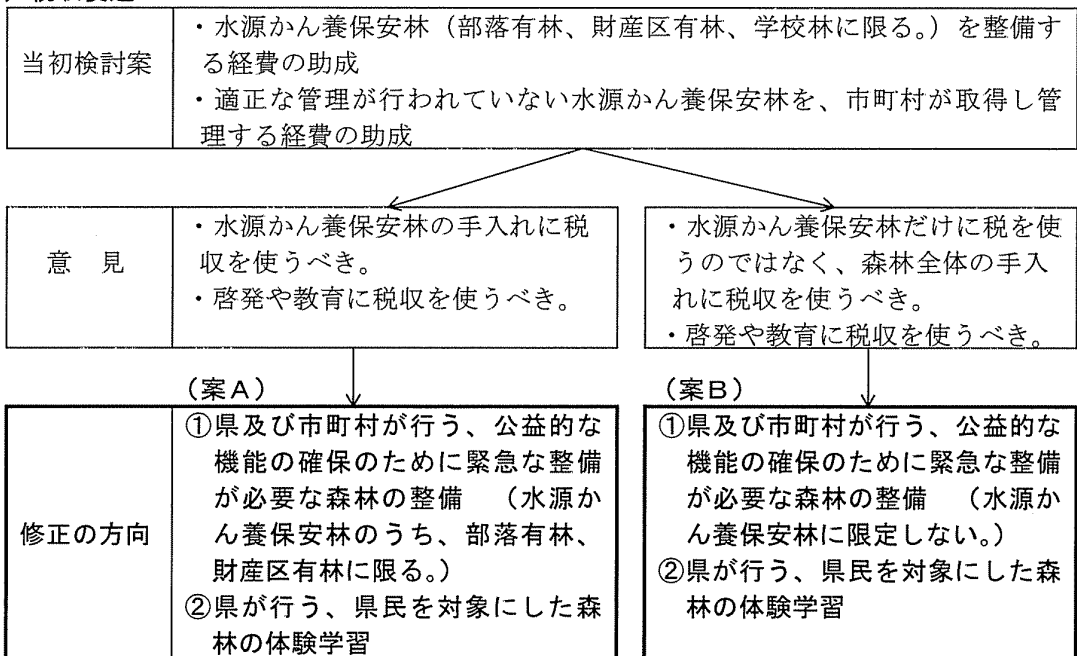 当初検討案
・水源かん養保安林（部落有林、財産区有林、学校林に限る。）を整備す
る経費の助成
・適正な管理が行われていない水源かん養保安林を、市町村が取得し管
理する経費の助成
意　見
・水源かん養保安林の手入れに税
収を使うべき。
・啓発や教育に税収を使うべき。
・水源かん養保安林だけに税を使
うのではなく、森林全体の手入
れに税収を使うべき。
・啓発や教育に税収を使うべき。
（案Ａ）
（案Ｂ）
修正の方向
①県及び市町村が行う、公益的な
機能の確保のために緊急な整備
が必要な森林の整備　（水源か
ん養保安林のうち、部落有林、
財産区有林に限る。）
②県が行う、県民を対象にした森
林の体験学習
①県及び市町村が行う、公益的な
機能の確保のために緊急な整備
が必要な森林の整備　（水源か
ん養保安林に限定しない。）
②県が行う、県民を対象にした森
林の体験学習